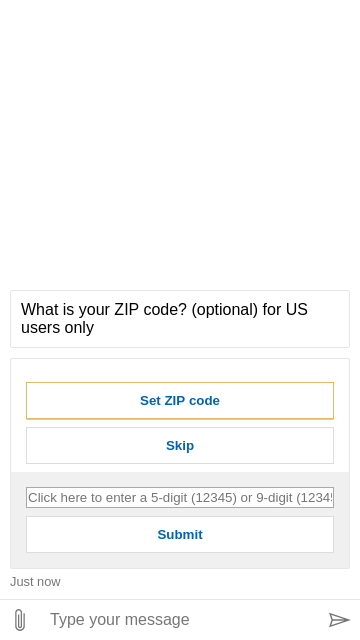 What is your ZIP code? (optional) for US
users only
Set ZIP code
Skip
Click here to enter a 5-digit (12345) or 9-digit (1234
Submit
Just now
Type your message